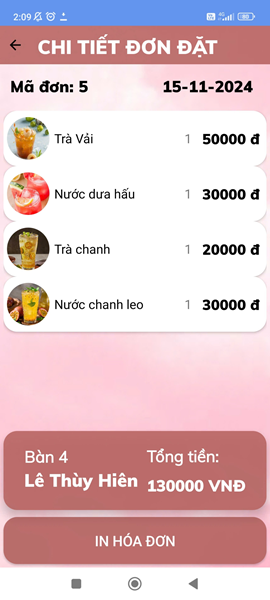 2:09
CHI TIẾT ĐƠN ĐẶT
Mã đơn: 5 15-11-2024
Trà Vải 1 50000 đ
Nước dưa hấu 1 30000 đ
Trà chanh 1 20000 đ
Nước chanh leo 1 30000 đ
Bàn 4 Tổng tiền:
Lê Thùy Hiên 130000 VNĐ
IN HÓA ĐƠN